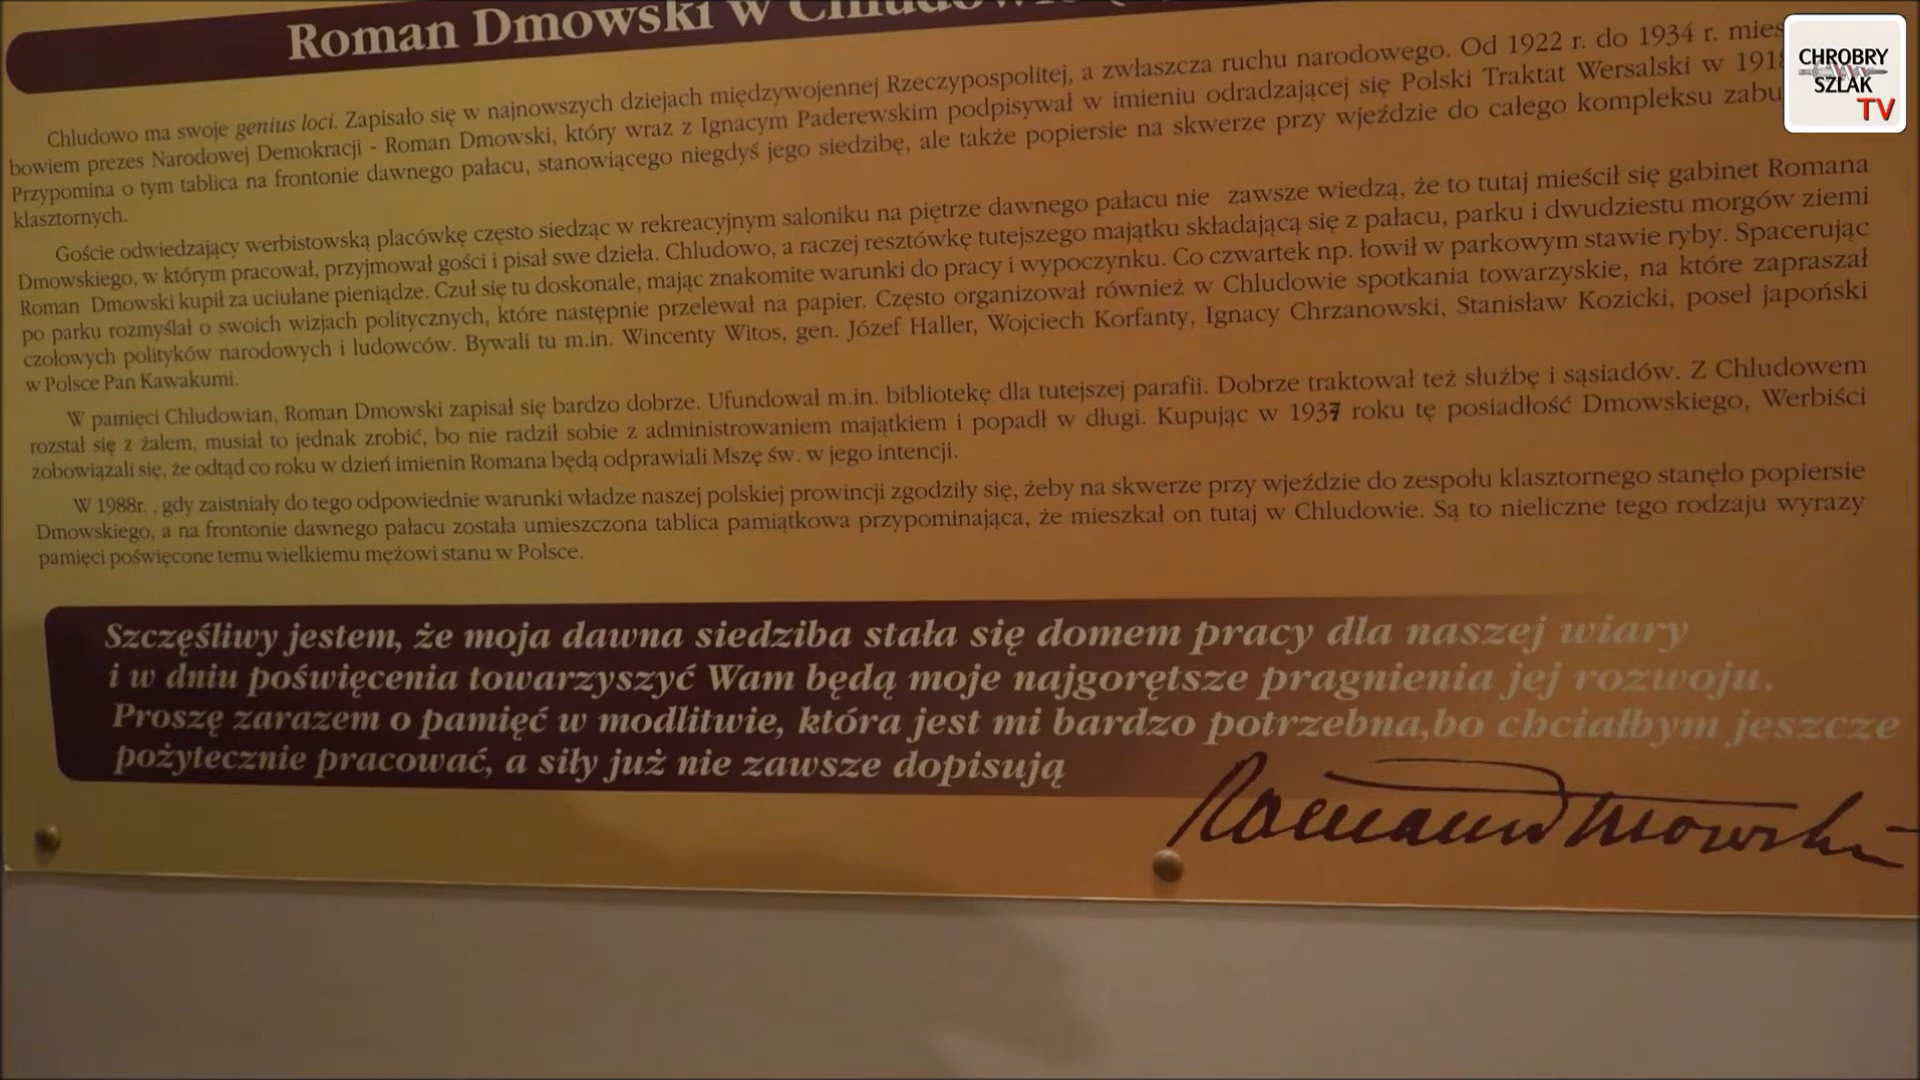 Roman Dmowski w Chludowie
CHROBRY
SZLAK
TV
Chludowo ma swoje genius loci. Zapisało się w najnowszych dziejach międzywojennej Rzeczypospolitej, a zwłaszcza ruchu narodowego. Od 1922 r. do 1934 r.
bowiem prezes Narodowej Demokracji - Roman Dmowski, który wraz z Ignacym Paderewskim podpisywał w imieniu odradzającej się Polski Traktat Wersalski w
Przypomina o tym tablica na frontonie dawnego pałacu, stanowiącego niegdyś jego siedzibę, ale także popiersie na skwerze przy wjeździe do całego kompleksu
klasztornych.
Goście odwiedzający werbistowską placówkę często siedząc w rekreacyjnym saloniku na piętrze dawnego pałacu nie zawsze wiedzą, że to tutaj mieścił się gabinet Romana
Dmowskiego, w którym pracował, przyjmował gości i pisał swe dzieła. Chludowo, a raczej resztówkę tutejszego majątku składającą się z pałacu, parku i dwudziestu morgów ziemi
Roman Dmowski kupił za uciułane pieniądze. Czuł się tu doskonale, mając znakomite warunki do pracy i wypoczynku. Co czwartek np. łowił w parkowym stawie ryby. Spacerując
po parku rozmyślał o swoich wizjach politycznych, które następnie przelewał na papier. Często organizował również w Chludowie spotkania towarzyskie, na które zapraszał
czołowych polityków narodowych i ludowców. Bywali tu m.in. Wincenty Witos, gen. Józef Haller, Wojciech Korfanty, Ignacy Chrzanowski, Stanisław Kozicki, poseł japoński
w Polsce Pan Kawakumi.
W pamięci Chludowian, Roman Dmowski zapisał się bardzo dobrze. Ufundował m.in. bibliotekę dla tutejszej parafii. Dobrze traktował też służbę i sąsiadów. Z Chludowem
rozstał się z żalem, musiał to jednak zrobić, bo nie radził sobie z administrowaniem majątkiem i popadł w długi. Kupując w 1937 roku tę posiadłość Dmowskiego, Werbiści
zobowiązali się, że odtąd co roku w dzień imienin Romana będą odprawiali Mszę św. w jego intencji.
W 1988r. , gdy zaistniały do tego odpowiednie warunki władze naszej polskiej prowincji zgodziły się, żeby na skwerze przy wjeździe do zespołu klasztornego stanęło popiersie
Dmowskiego, a na frontonie dawnego pałacu została umieszczona tablica pamiątkowa przypominająca, że mieszkał on tutaj w Chludowie. Są to nieliczne tego rodzaju wyrazy
pamięci poświęcone temu wielkiemu mężowi stanu w Polsce.
Szczęśliwy jestem, że moja dawna siedziba stała się domem pracy dla naszej wiary
i w dniu poświęcenia towarzyszyć Wam będą moje najgorętsze pragnienia jej rozwoju.
Proszę zarazem o pamięć w modlitwie, która jest mi bardzo potrzebna,bo chciałbym jeszcze
pożytecznie pracować, a siły już nie zawsze dopisują
Roman Dmowski